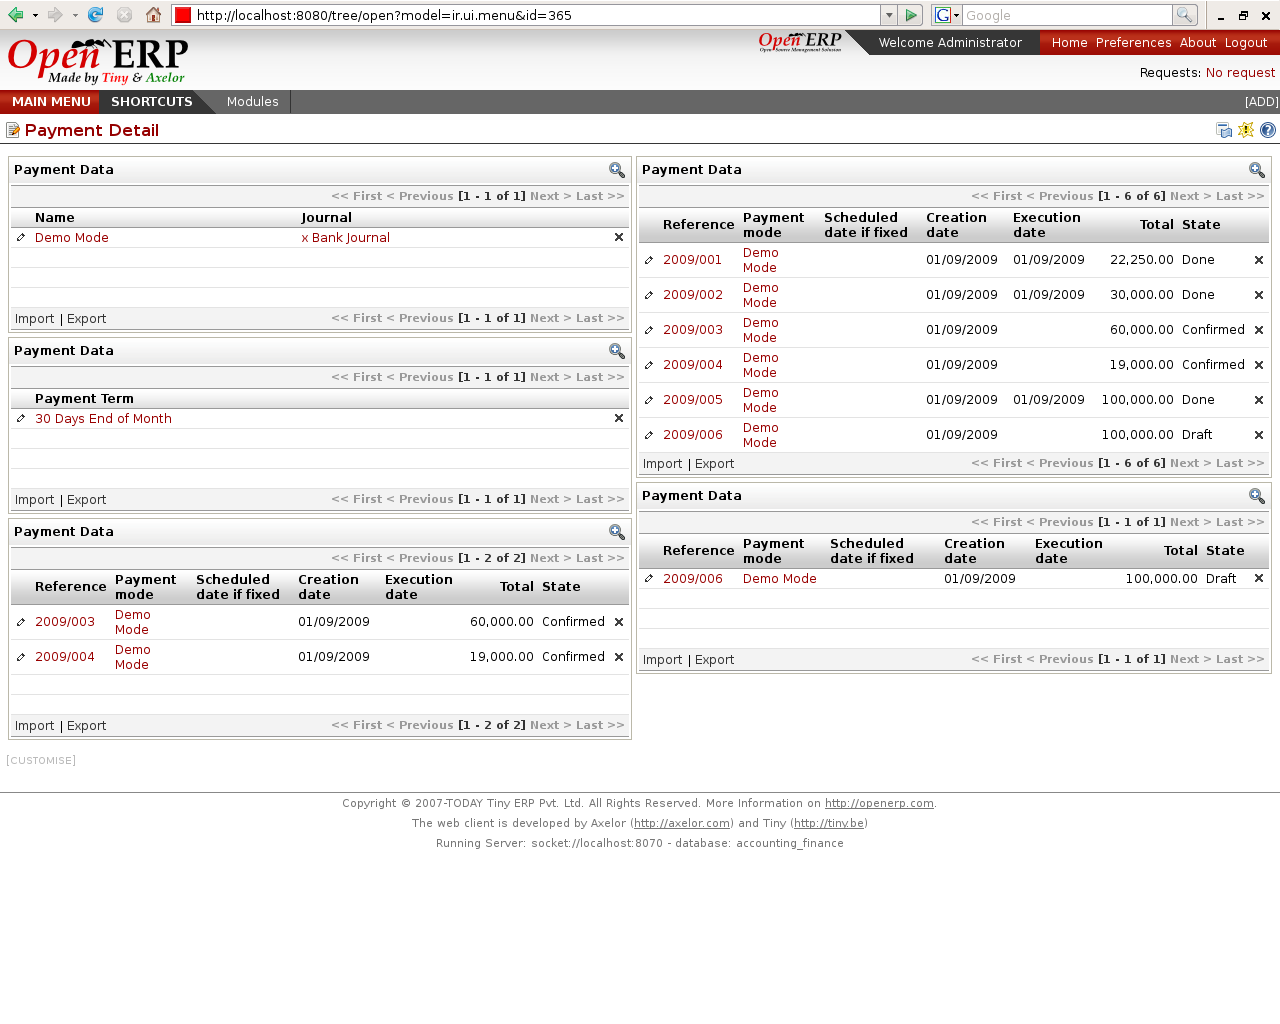 http://localhost:8080/tree/open?model=ir.ui.menu&id=365
Google
Open ERP
Made by Tiny & Axelor
Open ERP
Open Source Management Solution
Welcome Administrator
Home Preferences About Logout
Requests: No request
MAIN MENU SHORTCUTS Modules [ADD]
Payment Detail
Payment Data
<< First < Previous [1 - 1 of 1] Next > Last >>
Name Journal
Demo Mode x Bank Journal
Import | Export << First < Previous [1 - 1 of 1] Next > Last >>
Payment Data
<< First < Previous [1 - 1 of 1] Next > Last >>
Payment Term
30 Days End of Month
Import | Export << First < Previous [1 - 1 of 1] Next > Last >>
Payment Data
<< First < Previous [1 - 2 of 2] Next > Last >>
Reference Payment mode Scheduled date if fixed Creation date Execution date Total State
2009/003 Demo Mode 01/09/2009 60,000.00 Confirmed
2009/004 Demo Mode 01/09/2009 19,000.00 Confirmed
Import | Export << First < Previous [1 - 2 of 2] Next > Last >>
Payment Data
<< First < Previous [1 - 6 of 6] Next > Last >>
Reference Payment mode Scheduled date if fixed Creation date Execution date Total State
2009/001 Demo Mode 01/09/2009 01/09/2009 22,250.00 Done
2009/002 Demo Mode 01/09/2009 01/09/2009 30,000.00 Done
2009/003 Demo Mode 01/09/2009 60,000.00 Confirmed
2009/004 Demo Mode 01/09/2009 19,000.00 Confirmed
2009/005 Demo Mode 01/09/2009 01/09/2009 100,000.00 Done
2009/006 Demo Mode 01/09/2009 100,000.00 Draft
Import | Export << First < Previous [1 - 6 of 6] Next > Last >>
Payment Data
<< First < Previous [1 - 1 of 1] Next > Last >>
Reference Payment mode Scheduled date if fixed Creation date Execution date Total State
2009/006 Demo Mode 01/09/2009 100,000.00 Draft
Import | Export << First < Previous [1 - 1 of 1] Next > Last >>
[CUSTOMISE]
Copyright © 2007-TODAY Tiny ERP Pvt. Ltd. All Rights Reserved. More Information on http://openerp.com.
The web client is developed by Axelor (http://axelor.com) and Tiny (http://tiny.be)
Running Server: socket://localhost:8070 - database: accounting_finance